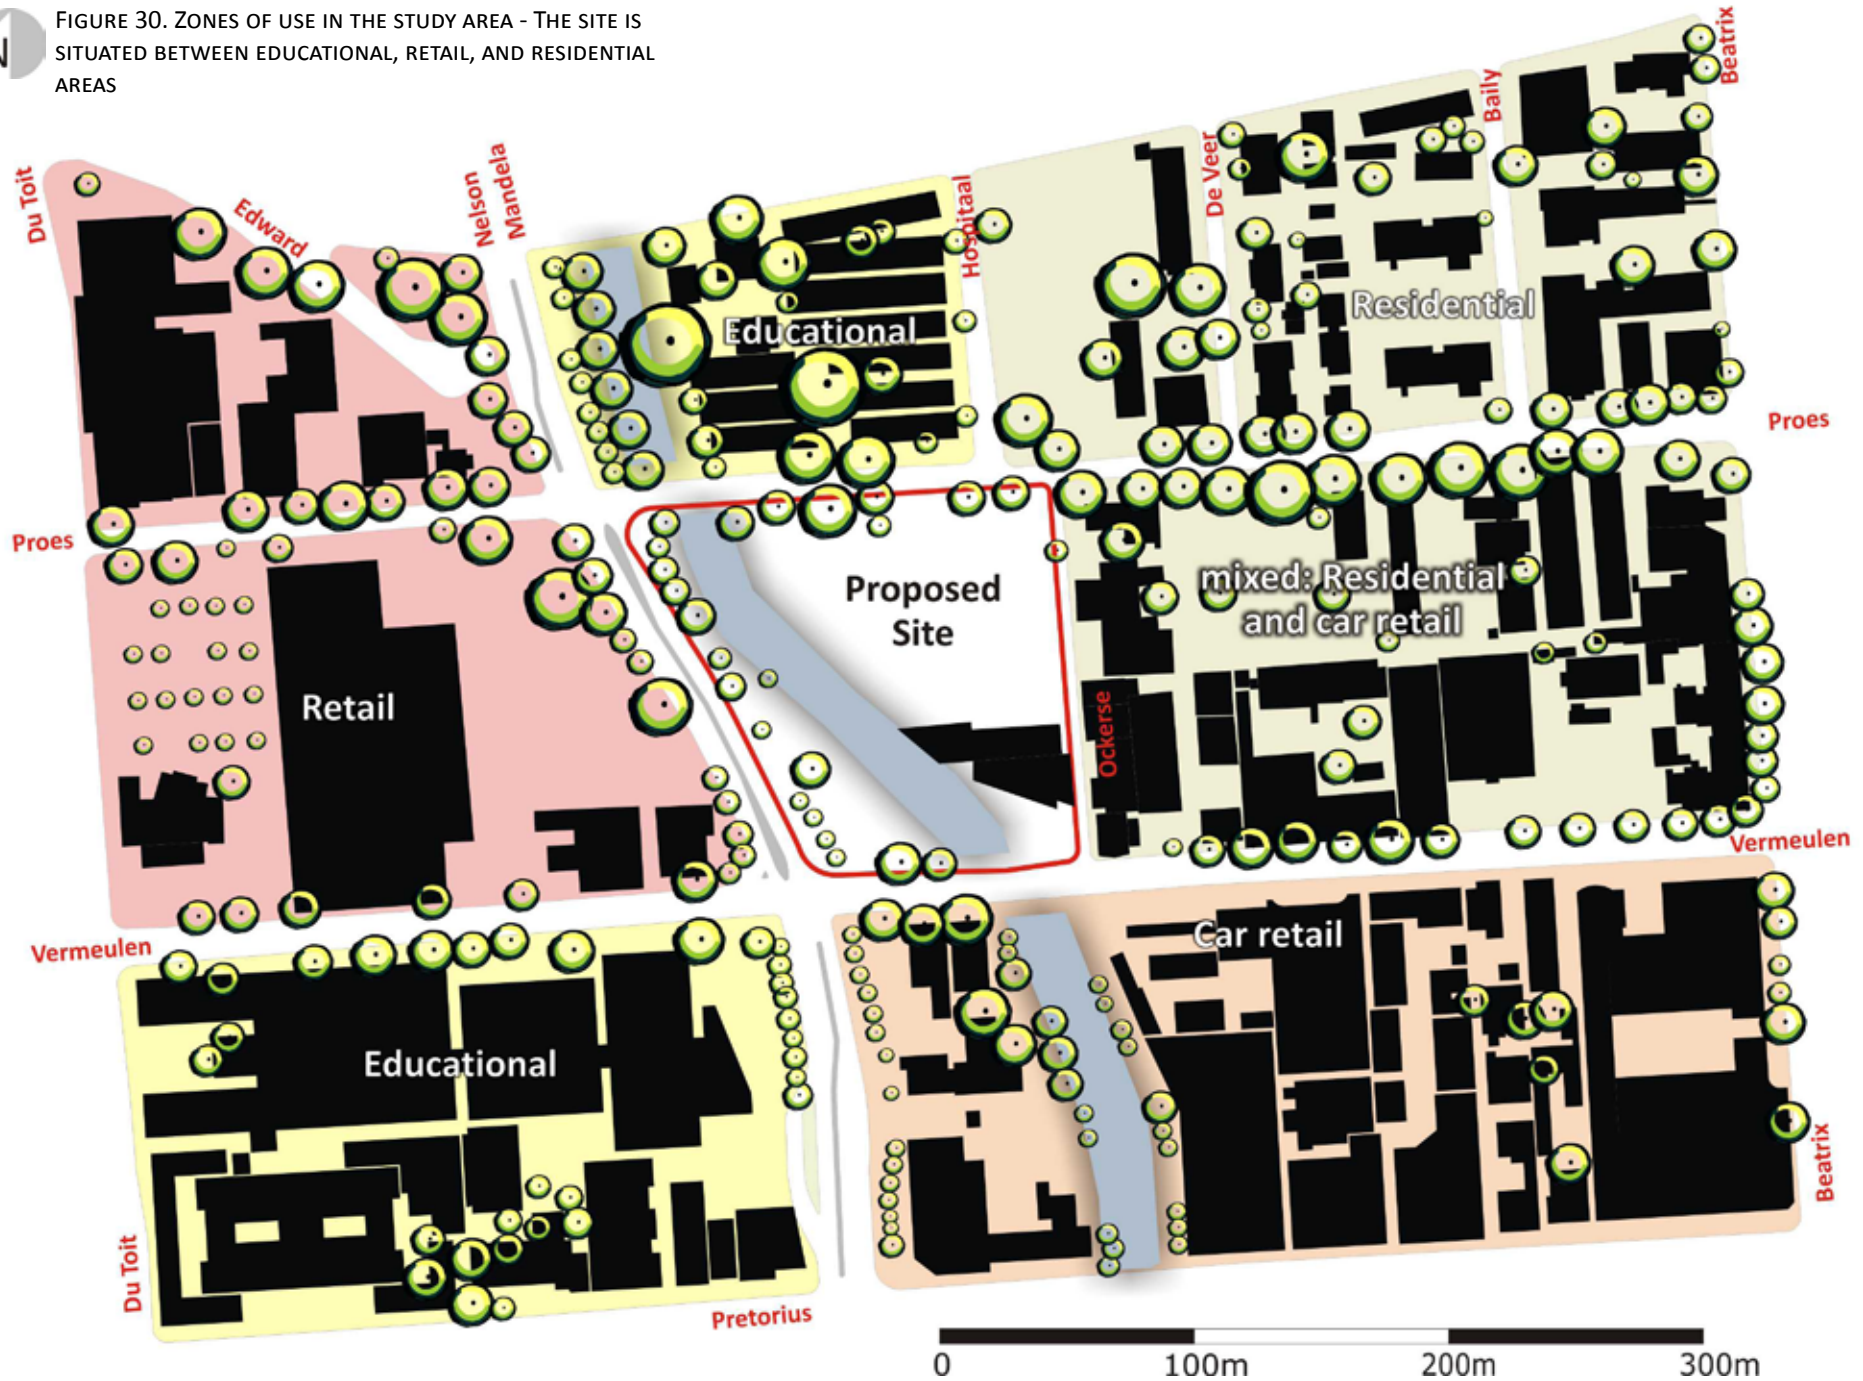 N
FIGURE 30. ZONES OF USE IN THE STUDY AREA - THE SITE IS
SITUATED BETWEEN EDUCATIONAL, RETAIL, AND RESIDENTIAL
AREAS
Beatrix
Baily
De Veer
Hospitaal
Nelson
Mandela
Edward
Du Toit
Educational
Residential
Proes
Proes
Proposed
Site
mixed: Residential
and car retail
Retail
Ockerse
Vermeulen
Vermeulen
Car retail
Educational
Beatrix
Du Toit
Pretorius
0 100m 200m 300m